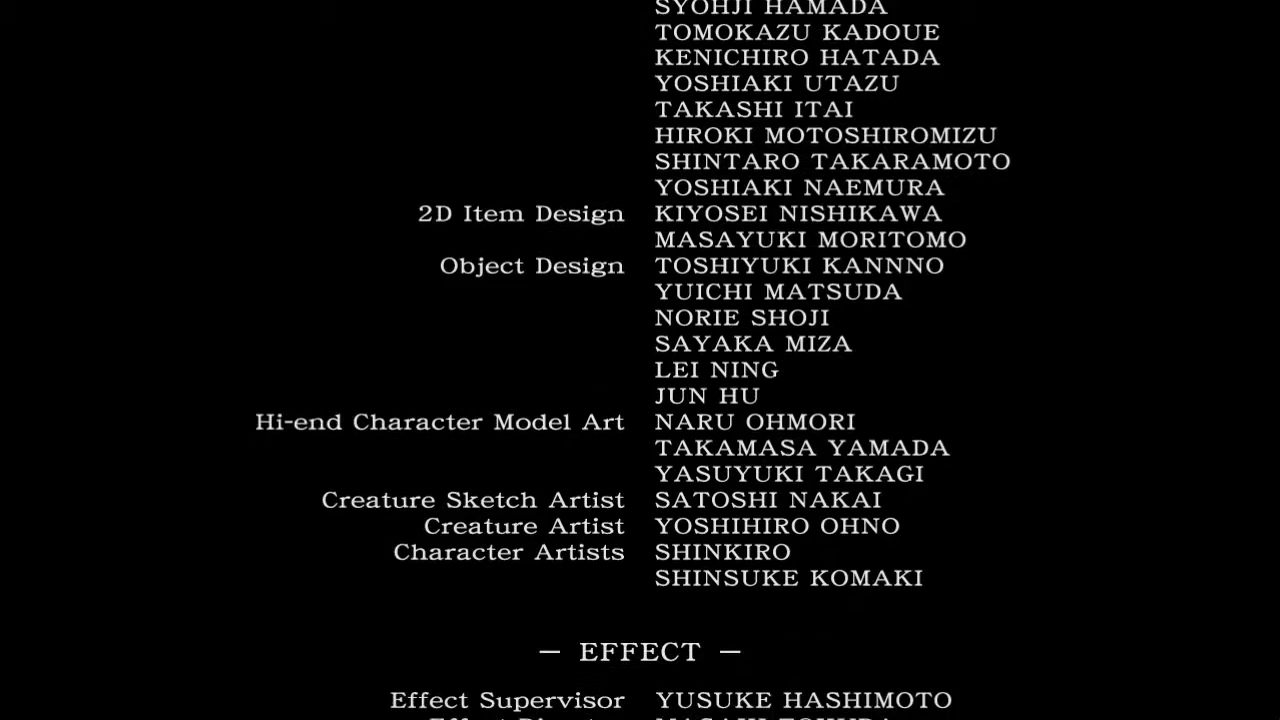 SYOHJI HAMADA
TOMOKAZU KADOUE
KENICHIRO HATADA
YOSHIAKI UTAZU
TAKASHI ITAI
HIROKI MOTOSHIROMIZU
SHINTARO TAKARAMOTO
YOSHIAKI NAEMURA
2D Item Design KIYOSEI NISHIKAWA
MASAYUKI MORITOMO
Object Design TOSHIYUKI KANNNO
YUICHI MATSUDA
NORIE SHOJI
SAYAKA MIZA
LEI NING
JUN HU
Hi-end Character Model Art NARU OHMORI
TAKAMASA YAMADA
YASUYUKI TAKAGI
Creature Sketch Artist SATOSHI NAKAI
Creature Artist YOSHIHIRO OHNO
Character Artists SHINKIRO
SHINSUKE KOMAKI
— EFFECT —
Effect Supervisor YUSUKE HASHIMOTO